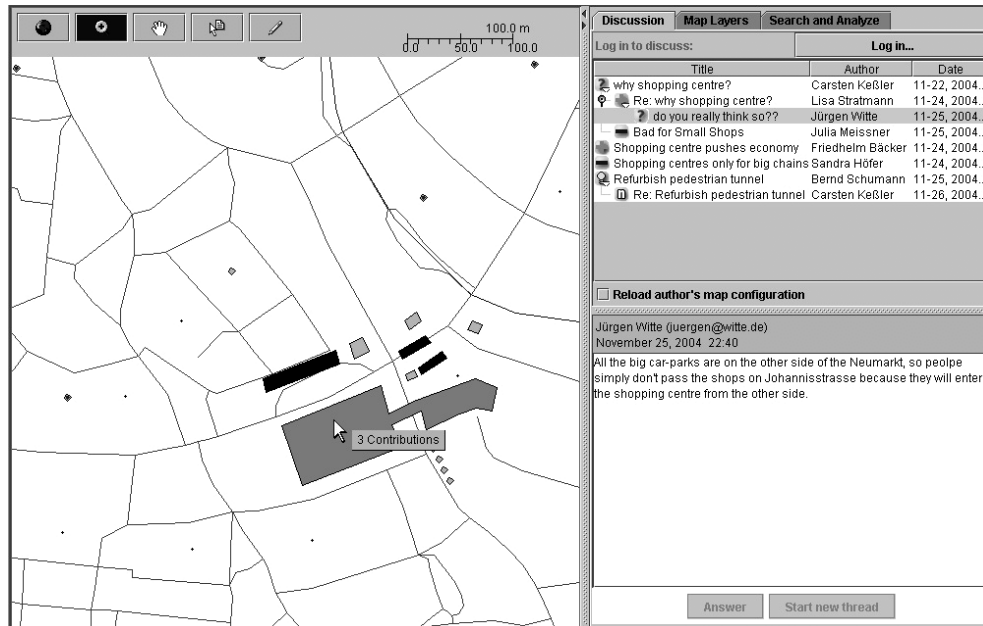 100.0 m
0.0 50.0 100.0
3 Contributions
Discussion Map Layers Search and Analyze
Log in to discuss: Log in...
Title Author Date
why shopping centre? Carsten Keßler 11-22, 2004..
Re: why shopping centre? Lisa Stratmann 11-24, 2004..
do you really think so?? Jürgen Witte 11-25, 2004..
Bad for Small Shops Julia Meissner 11-25, 2004..
Shopping centre pushes economy Friedhelm Bäcker 11-24, 2004..
Shopping centres only for big chains Sandra Höfer 11-24, 2004..
Refurbish pedestrian tunnel Bernd Schumann 11-25, 2004..
Re: Refurbish pedestrian tunnel Carsten Keßler 11-26, 2004..
Reload author's map configuration
Jürgen Witte (juergen@witte.de)
November 25, 2004 22:40
All the big car-parks are on the other side of the Neumarkt, so peolpe
simply don't pass the shops on Johannisstrasse because they will enter
the shopping centre from the other side.
Answer Start new thread